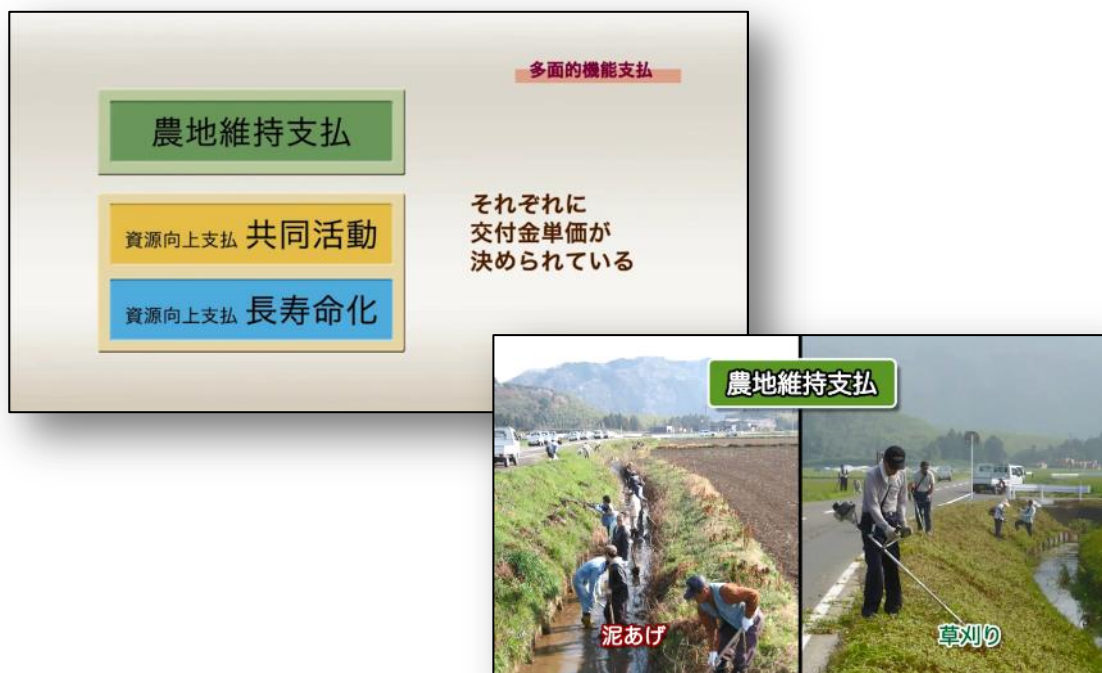 多面的機能支払
農地維持支払
資源向上支払 共同活動
資源向上支払 長寿命化
それぞれに
交付金単価が
決められている
農地維持支払
泥あげ
草刈り